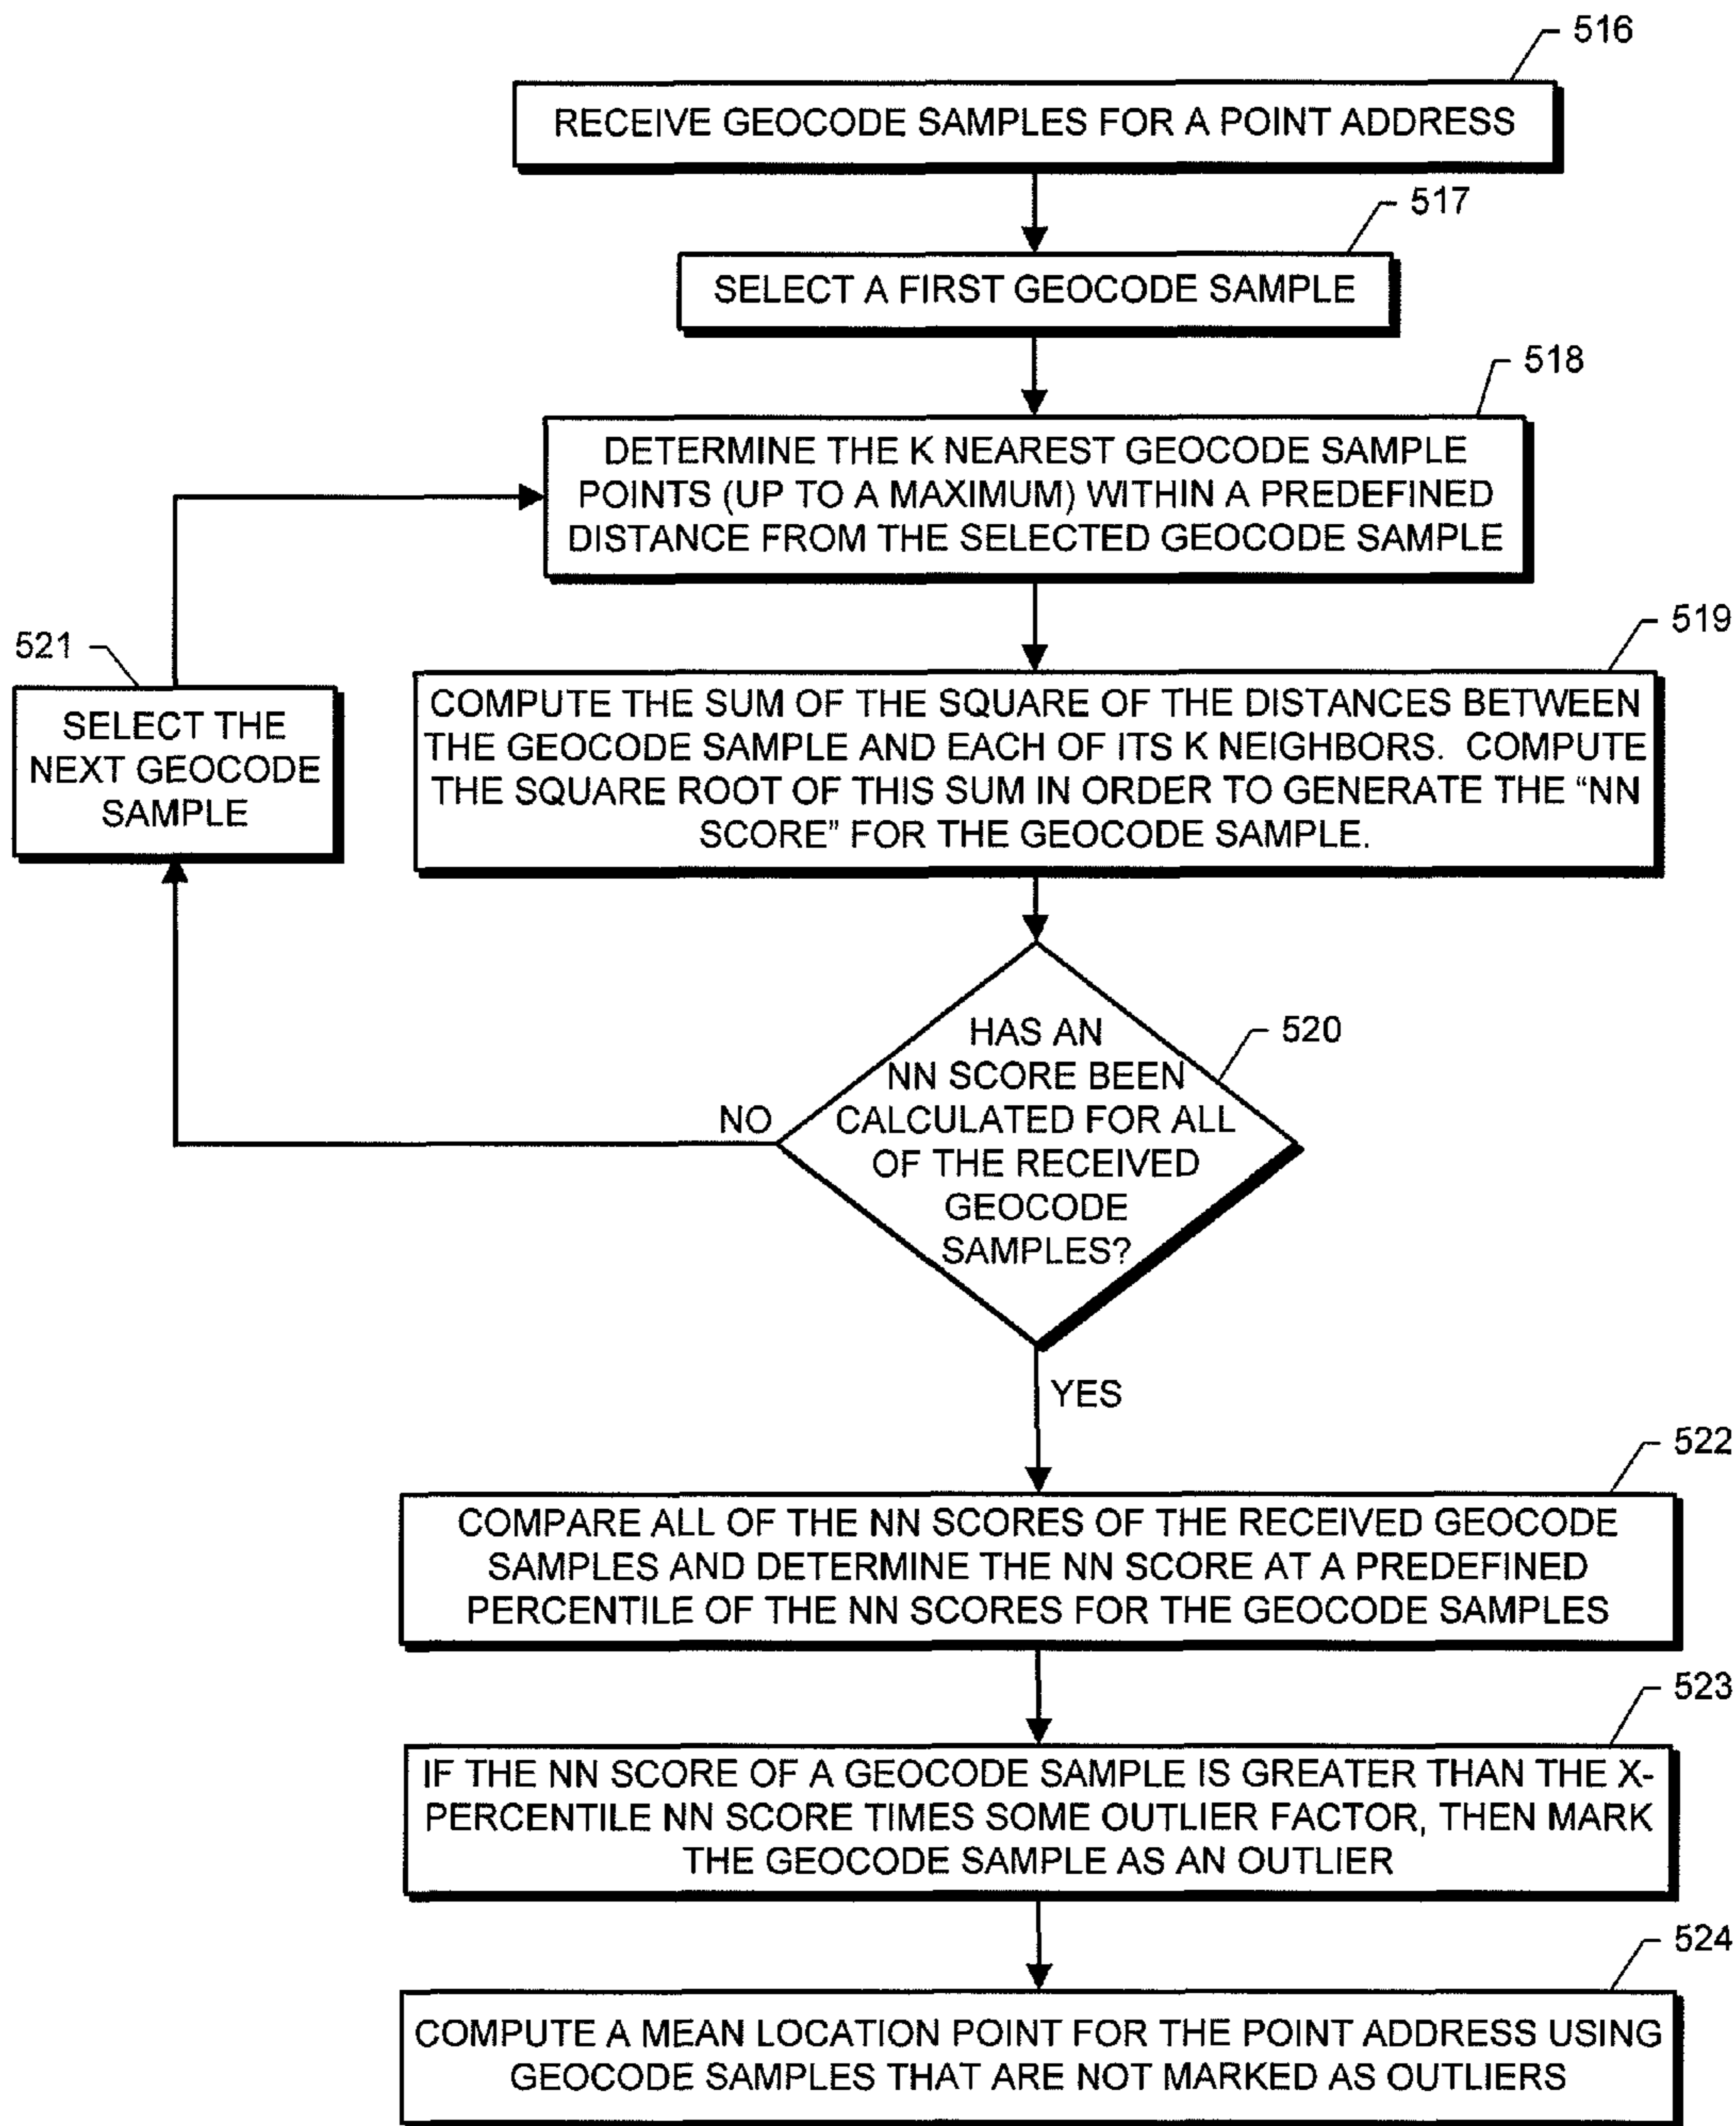 516
RECEIVE GEOCODE SAMPLES FOR A POINT ADDRESS
517
SELECT A FIRST GEOCODE SAMPLE
518
DETERMINE THE K NEAREST GEOCODE SAMPLE
POINTS (UP TO A MAXIMUM) WITHIN A PREDEFINED
DISTANCE FROM THE SELECTED GEOCODE SAMPLE
519
COMPUTE THE SUM OF THE SQUARE OF THE DISTANCES BETWEEN
THE GEOCODE SAMPLE AND EACH OF ITS K NEIGHBORS. COMPUTE
THE SQUARE ROOT OF THIS SUM IN ORDER TO GENERATE THE “NN
SCORE” FOR THE GEOCODE SAMPLE.
521
SELECT THE
NEXT GEOCODE
SAMPLE
520
HAS AN
NN SCORE BEEN
CALCULATED FOR ALL
OF THE RECEIVED
GEOCODE
SAMPLES?
NO
YES
522
COMPARE ALL OF THE NN SCORES OF THE RECEIVED GEOCODE
SAMPLES AND DETERMINE THE NN SCORE AT A PREDEFINED
PERCENTILE OF THE NN SCORES FOR THE GEOCODE SAMPLES
523
IF THE NN SCORE OF A GEOCODE SAMPLE IS GREATER THAN THE X-
PERCENTILE NN SCORE TIMES SOME OUTLIER FACTOR, THEN MARK
THE GEOCODE SAMPLE AS AN OUTLIER
524
COMPUTE A MEAN LOCATION POINT FOR THE POINT ADDRESS USING
GEOCODE SAMPLES THAT ARE NOT MARKED AS OUTLIERS